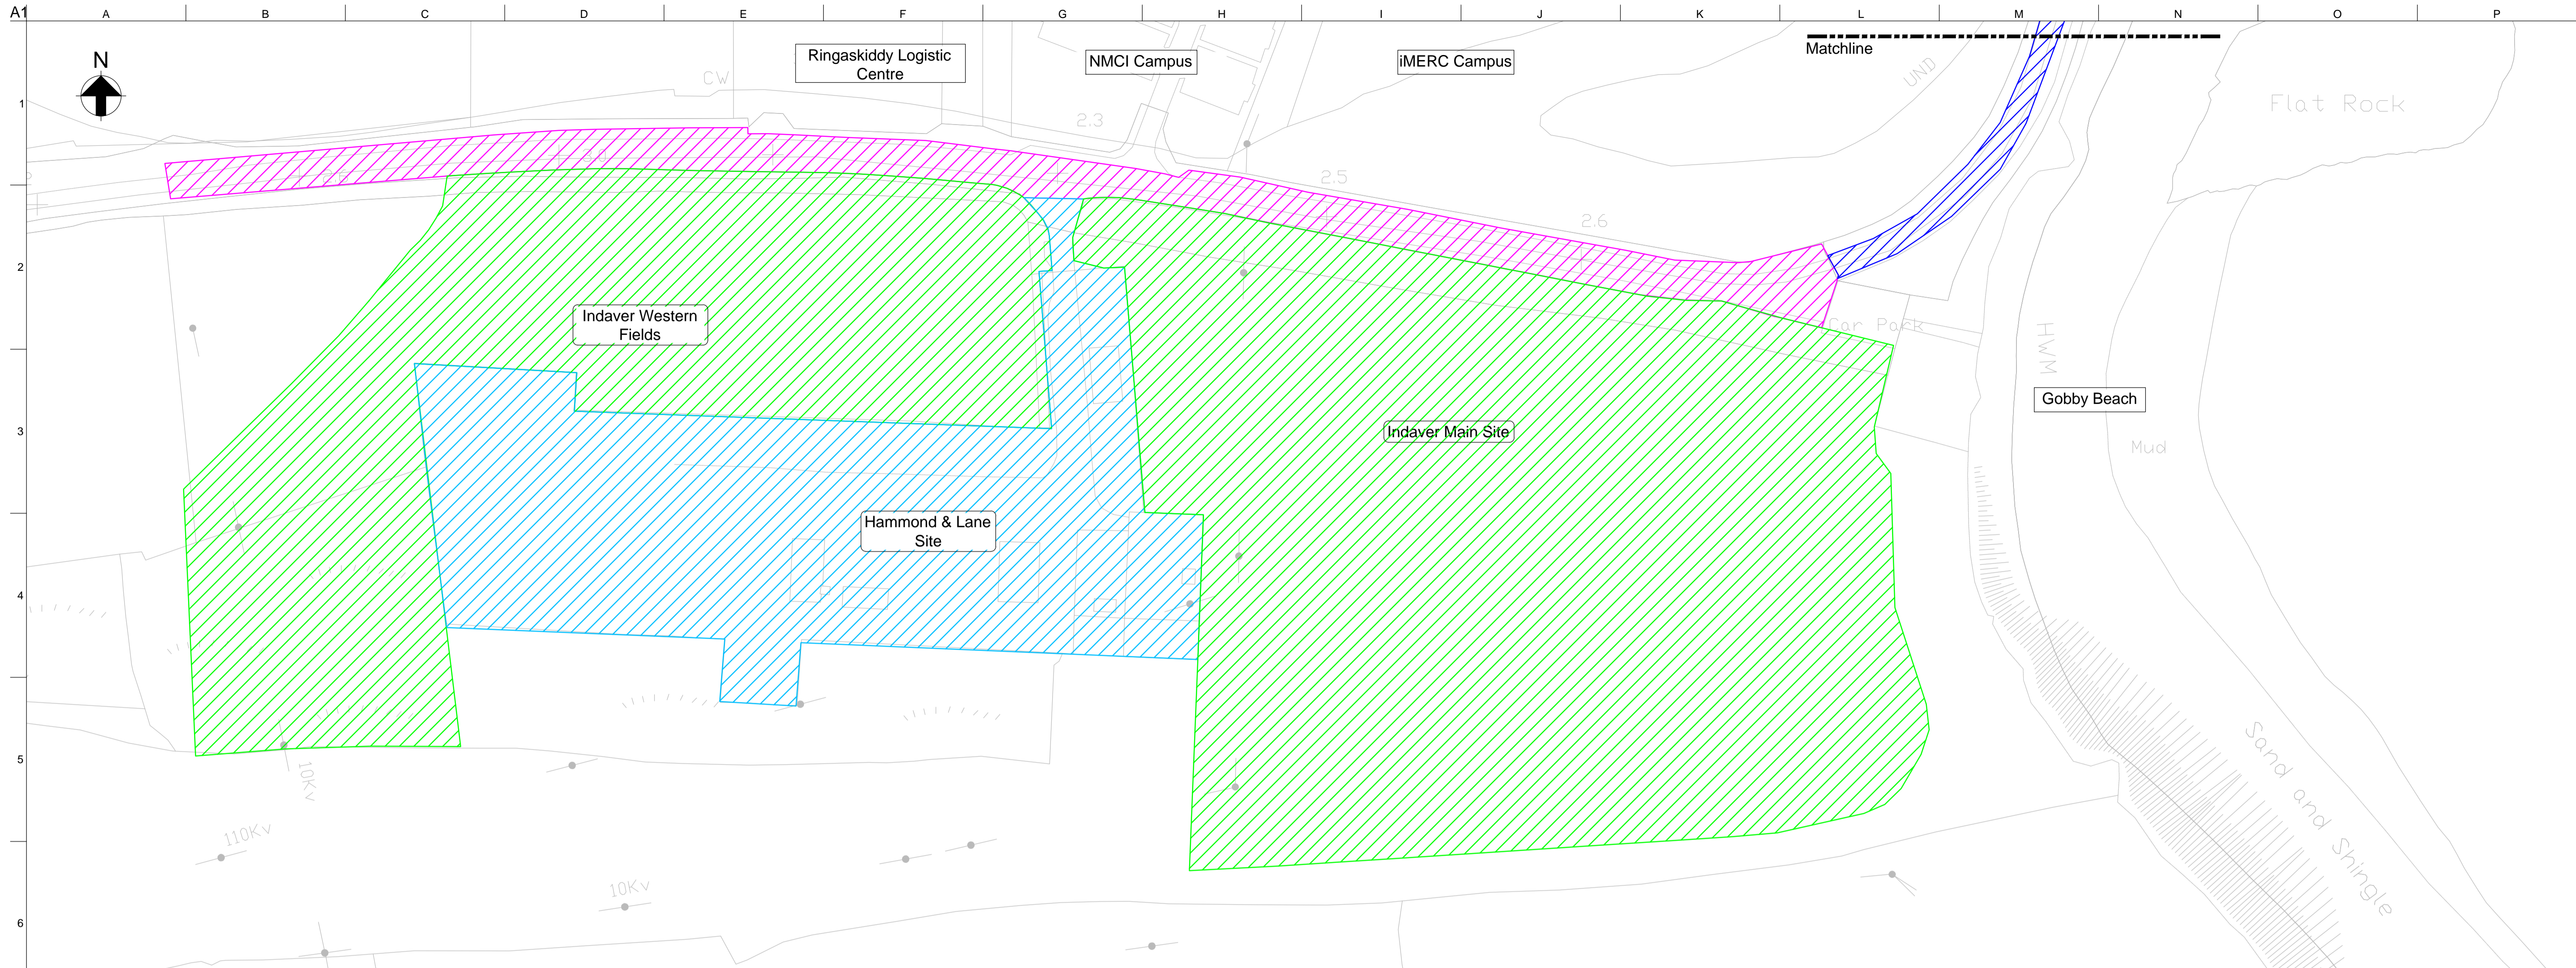 A1
A B C D E F G H I J K L M N O P
N
Ringaskiddy Logistic
Centre
NMCI Campus
iMERC Campus
Matchline
CW
UND
Flat Rock
1
2.3
2.5
2.6
2
Indaver Western
Fields
Car Park
HWM
Gobby Beach
3
Indaver Main Site
Mud
Hammond & Lane
Site
4
5
10Kv
Sand and Shingle
110Kv
10Kv
6